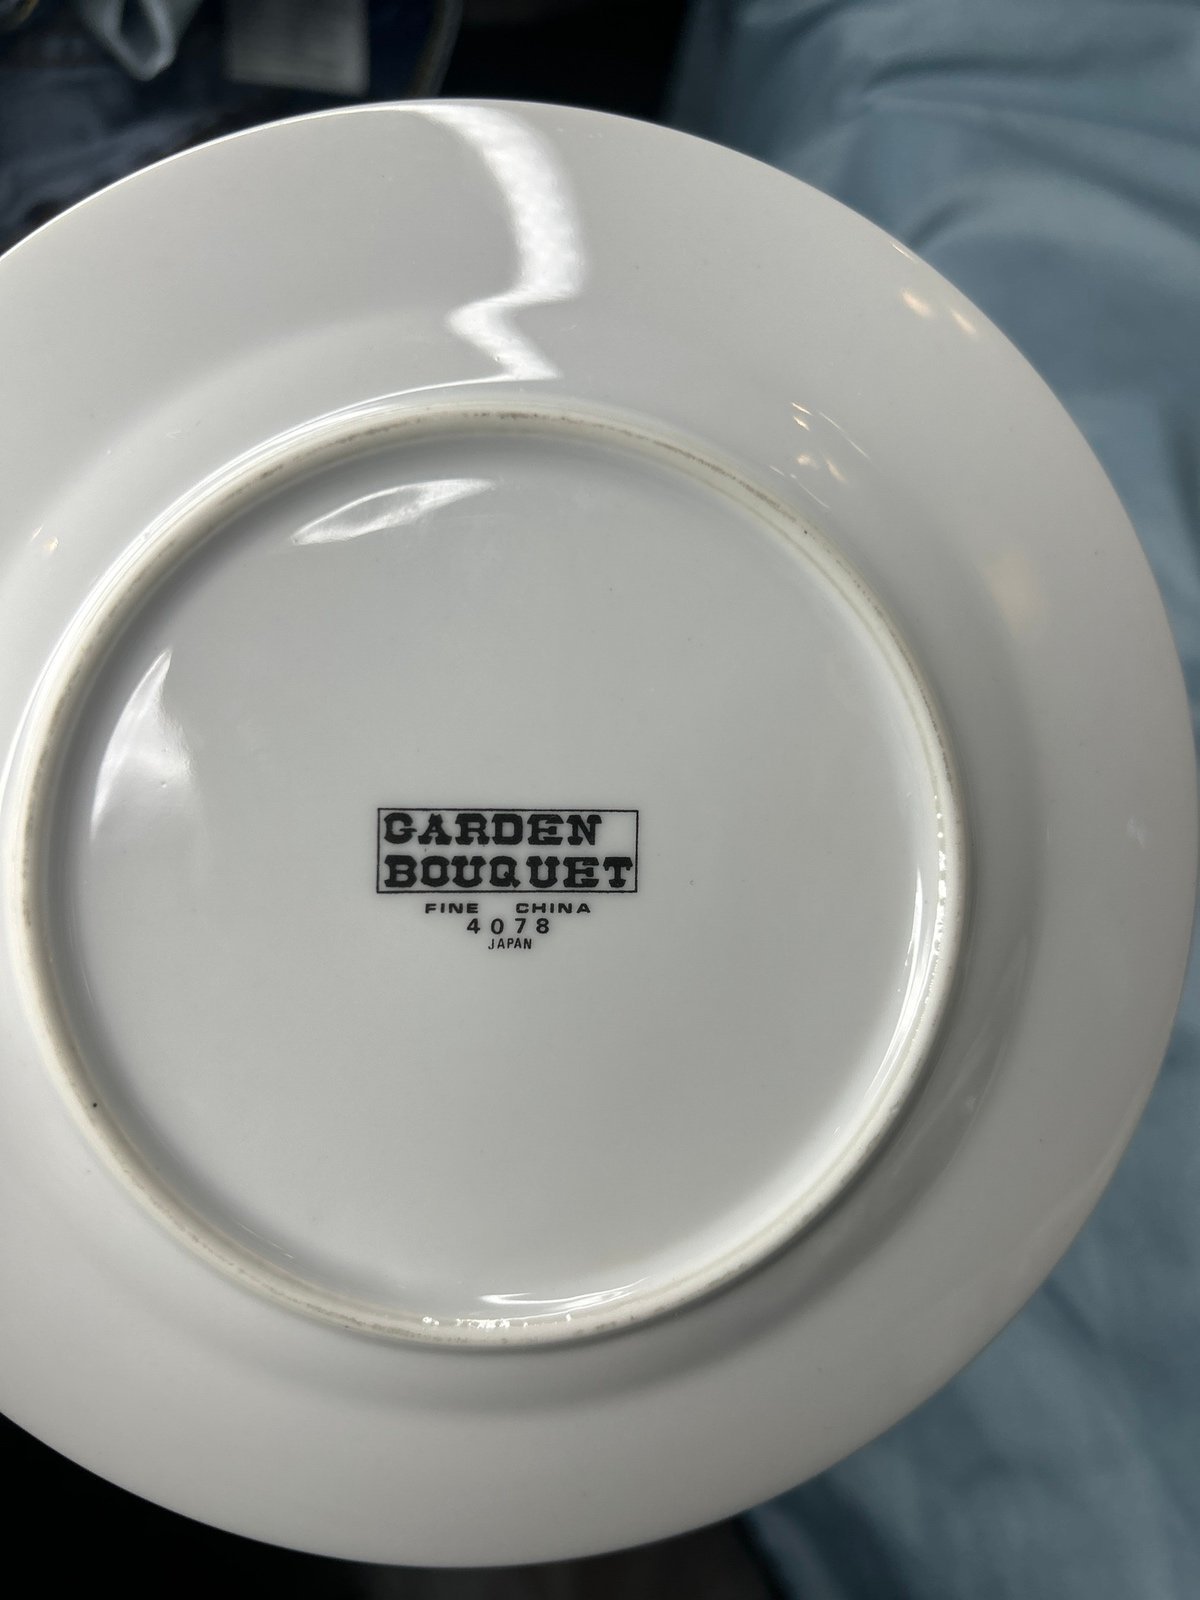 GARDEN
BOUQUET
FINE CHINA
4078
JAPAN